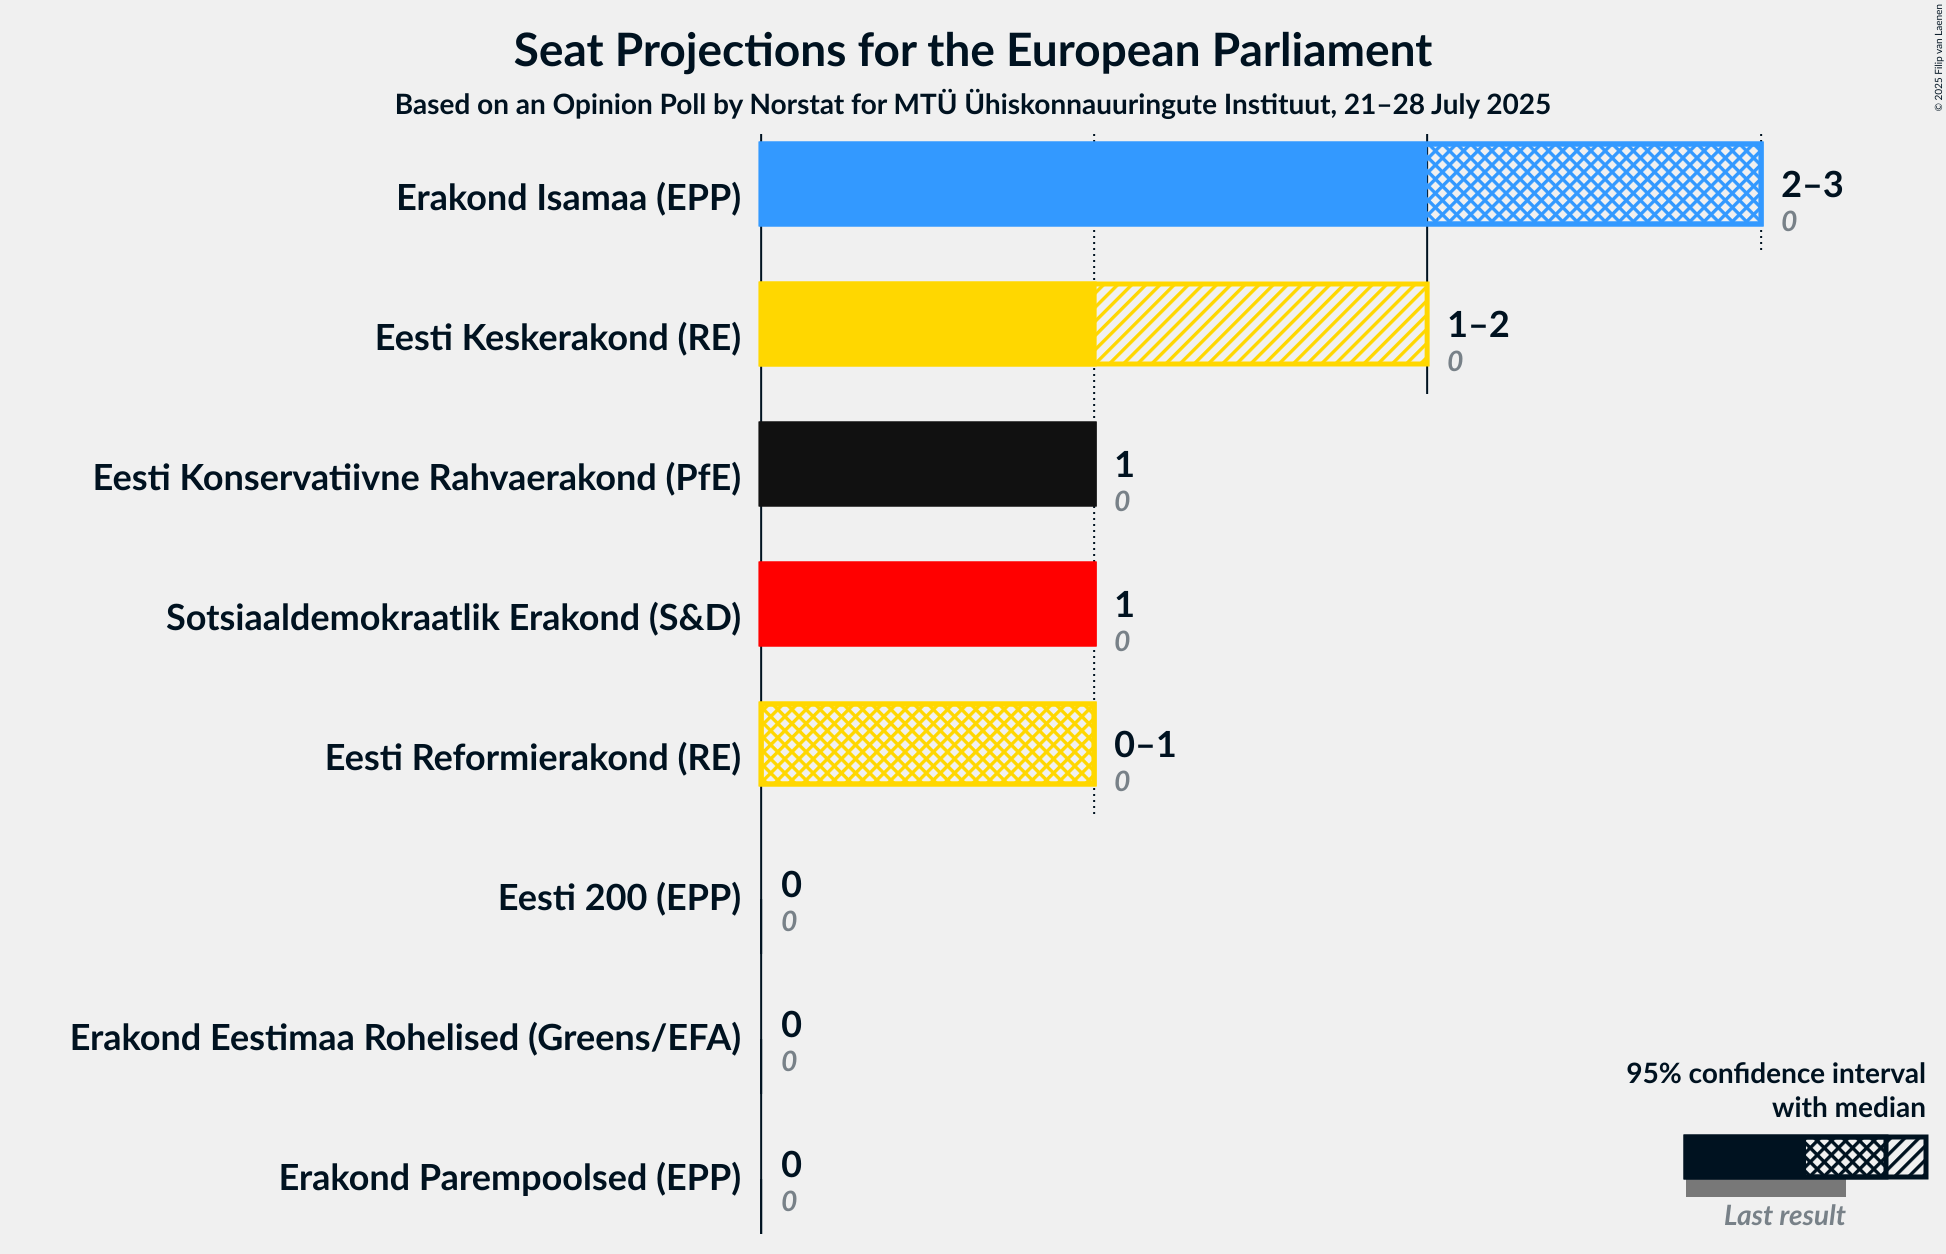 Seat Projections for the European Parliament
Based on an Opinion Poll by Norstat for MTÜ Ühiskonnauuringute Instituut, 21–28 July 2025
© 2025 Filip van Laenen
Erakond Isamaa (EPP)
2–3
0
Eesti Keskerakond (RE)
1–2
0
Eesti Konservatiivne Rahvaerakond (PfE)
1
0
Sotsiaaldemokraatlik Erakond (S&D)
1
0
Eesti Reformierakond (RE)
0–1
0
Eesti 200 (EPP)
0
0
Erakond Eestimaa Rohelised (Greens/EFA)
0
0
Erakond Parempoolsed (EPP)
0
0
95% confidence interval
with median
Last result